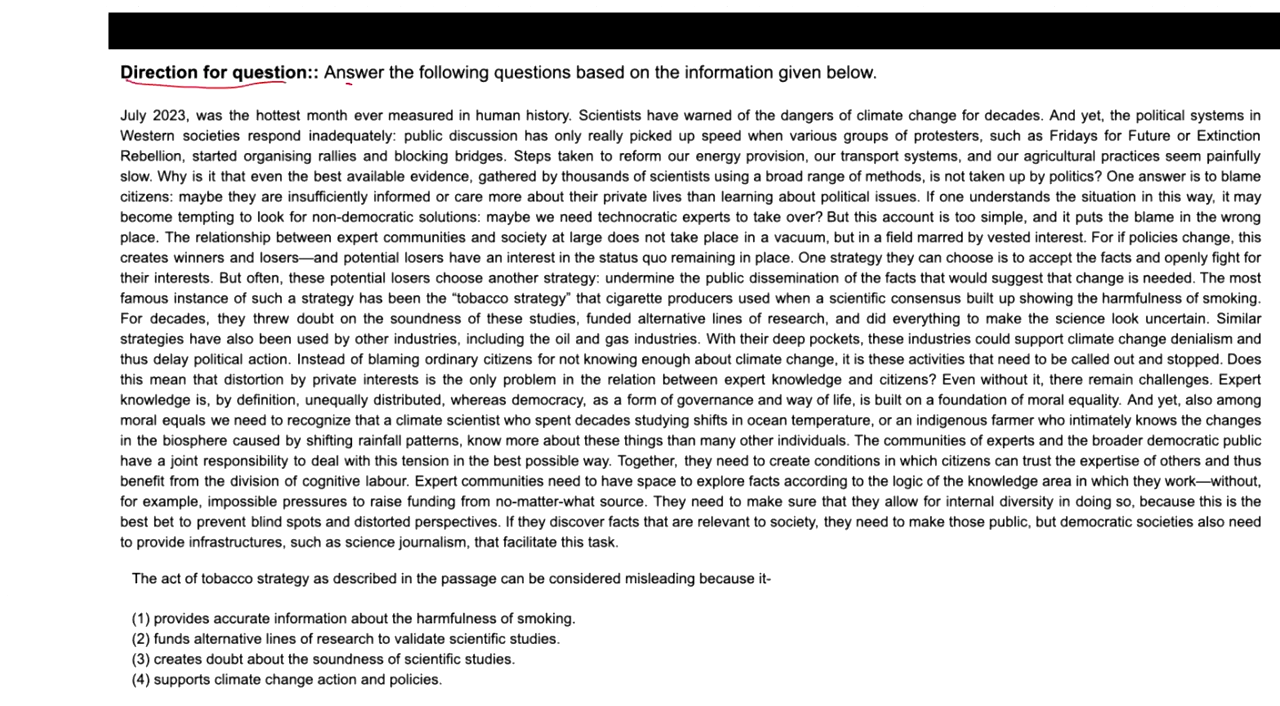 Direction for question:: Answer the following questions based on the information given below.
July 2023, was the hottest month ever measured in human history. Scientists have warned of the dangers of climate change for decades. And yet, the political systems in
Western societies respond inadequately: public discussion has only really picked up speed when various groups of protesters, such as Fridays for Future or Extinction
Rebellion, started organising rallies and blocking bridges. Steps taken to reform our energy provision, our transport systems, and our agricultural practices seem painfully
slow. Why is it that even the best available evidence, gathered by thousands of scientists using a broad range of methods, is not taken up by politics? One answer is to blame
citizens: maybe they are insufficiently informed or care more about their private lives than learning about political issues. If one understands the situation in this way, it may
become tempting to look for non-democratic solutions: maybe we need technocratic experts to take over? But this account is too simple, and it puts the blame in the wrong
place. The relationship between expert communities and society at large does not take place in a vacuum, but in a field marred by vested interest. For if policies change, this
creates winners and losers—and potential losers have an interest in the status quo remaining in place. One strategy they can choose is to accept the facts and openly fight for
their interests. But often, these potential losers choose another strategy: undermine the public dissemination of the facts that would suggest that change is needed. The most
famous instance of such a strategy has been the “tobacco strategy” that cigarette producers used when a scientific consensus built up showing the harmfulness of smoking.
For decades, they threw doubt on the soundness of these studies, funded alternative lines of research, and did everything to make the science look uncertain. Similar
strategies have also been used by other industries, including the oil and gas industries. With their deep pockets, these industries could support climate change denialism and
thus delay political action. Instead of blaming ordinary citizens for not knowing enough about climate change, it is these activities that need to be called out and stopped. Does
this mean that distortion by private interests is the only problem in the relation between expert knowledge and citizens? Even without it, there remain challenges. Expert
knowledge is, by definition, unequally distributed, whereas democracy, as a form of governance and way of life, is built on a foundation of moral equality. And yet, also among
moral equals we need to recognize that a climate scientist who spent decades studying shifts in ocean temperature, or an indigenous farmer who intimately knows the changes
in the biosphere caused by shifting rainfall patterns, know more about these things than many other individuals. The communities of experts and the broader democratic public
have a joint responsibility to deal with this tension in the best possible way. Together, they need to create conditions in which citizens can trust the expertise of others and thus
benefit from the division of cognitive labour. Expert communities need to have space to explore facts according to the logic of the knowledge area in which they work—without,
for example, impossible pressures to raise funding from no-matter-what source. They need to make sure that they allow for internal diversity in doing so, because this is the
best bet to prevent blind spots and distorted perspectives. If they discover facts that are relevant to society, they need to make those public, but democratic societies also need
to provide infrastructures, such as science journalism, that facilitate this task.
The act of tobacco strategy as described in the passage can be considered misleading because it-
(1) provides accurate information about the harmfulness of smoking.
(2) funds alternative lines of research to validate scientific studies.
(3) creates doubt about the soundness of scientific studies.
(4) supports climate change action and policies.